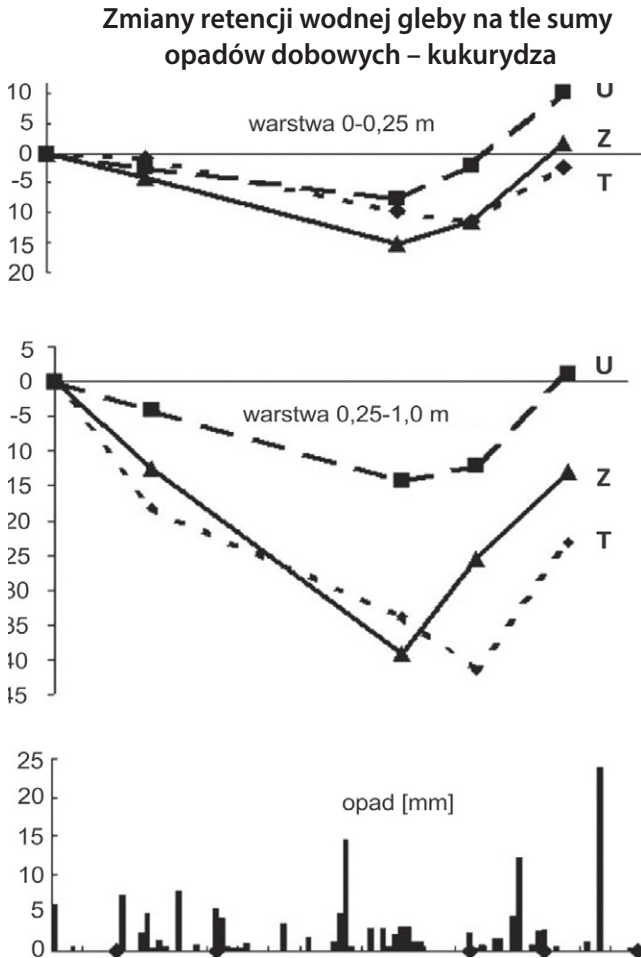 Zmiany retencji wodnej gleby na tle sumy
opadów dobowych – kukurydza
10
5
0
-5
10
15
20
warstwa 0-0,25 m
U
Z
T
5
0
-5
10
15
20
25
30
35
40
45
warstwa 0,25-1,0 m
U
Z
T
25
20
15
10
5
0
opad [mm]